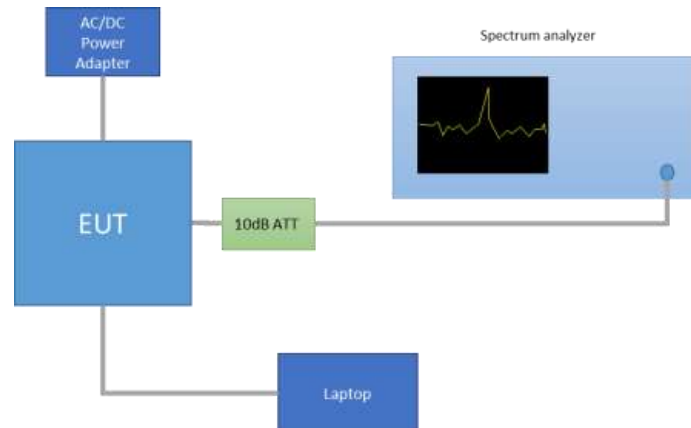 AC/DC
Power
Adapter
Spectrum analyzer
EUT
10dB ATT
Laptop